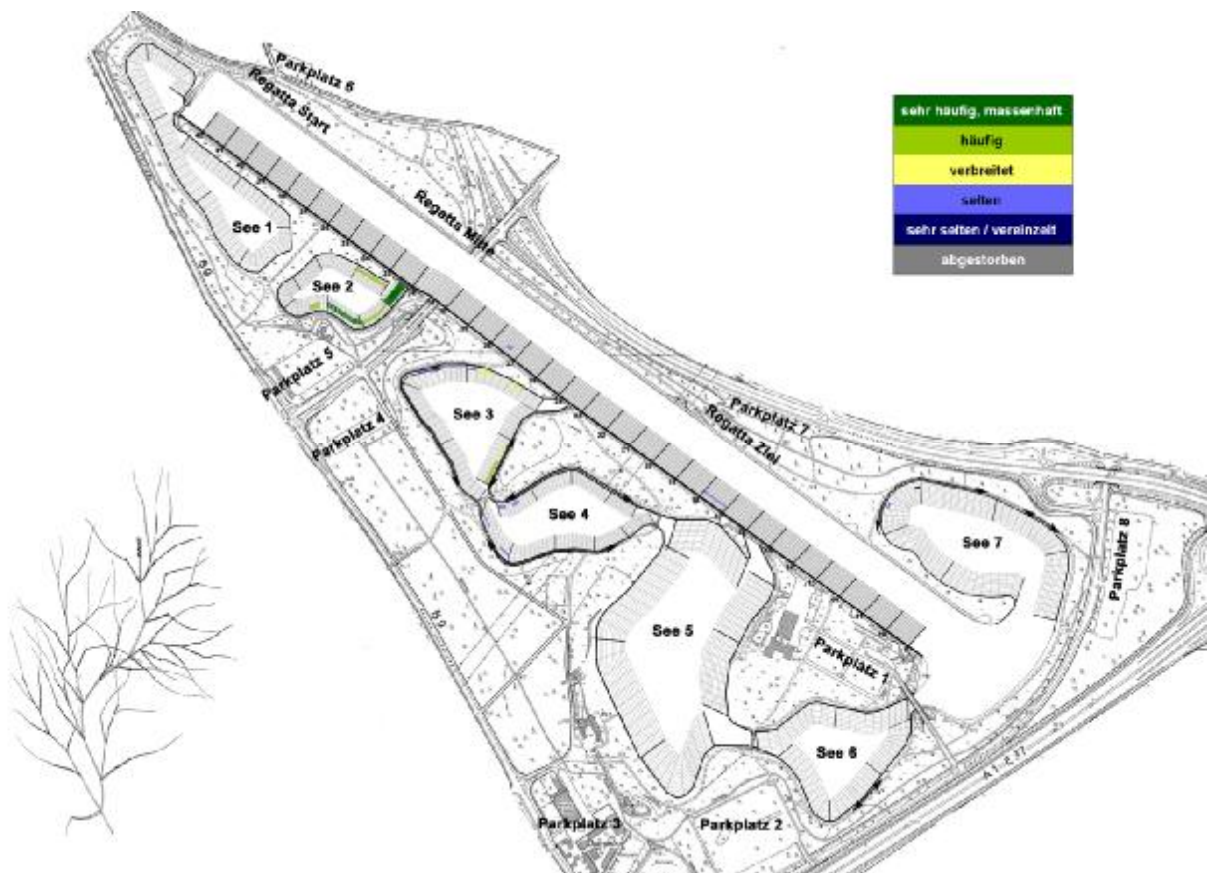 Parkplatz 6
Regatta Start
Regatta Mitte
sehr häufig, massenhaft
häufig
verbreitet
selten
sehr selten / vereinzelt
abgestorben
See 1
See 2
Parkplatz 5
Parkplatz 4
See 3
Parkplatz 7
Regatta Ziel
See 4
See 7
Parkplatz 8
See 5
Parkplatz 1
See 6
Parkplatz 3
Parkplatz 2